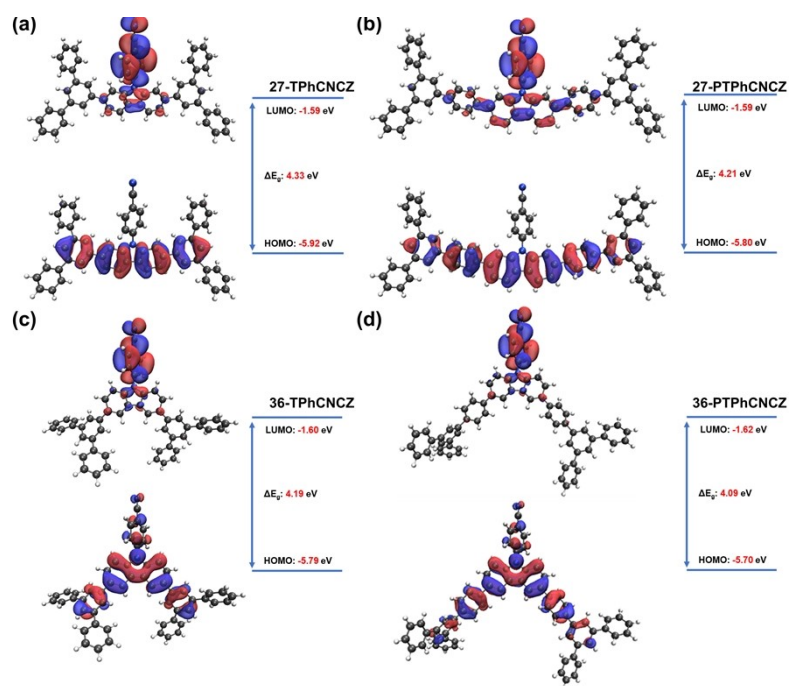 (a)
27-TPhCNCZ
LUMO: -1.59 eV
ΔEg: 4.33 eV
HOMO: -5.92 eV
(b)
27-PTPhCNCZ
LUMO: -1.59 eV
ΔEg: 4.21 eV
HOMO: -5.80 eV
(c)
36-TPhCNCZ
LUMO: -1.60 eV
ΔEg: 4.19 eV
HOMO: -5.79 eV
(d)
36-PTPhCNCZ
LUMO: -1.62 eV
ΔEg: 4.09 eV
HOMO: -5.70 eV